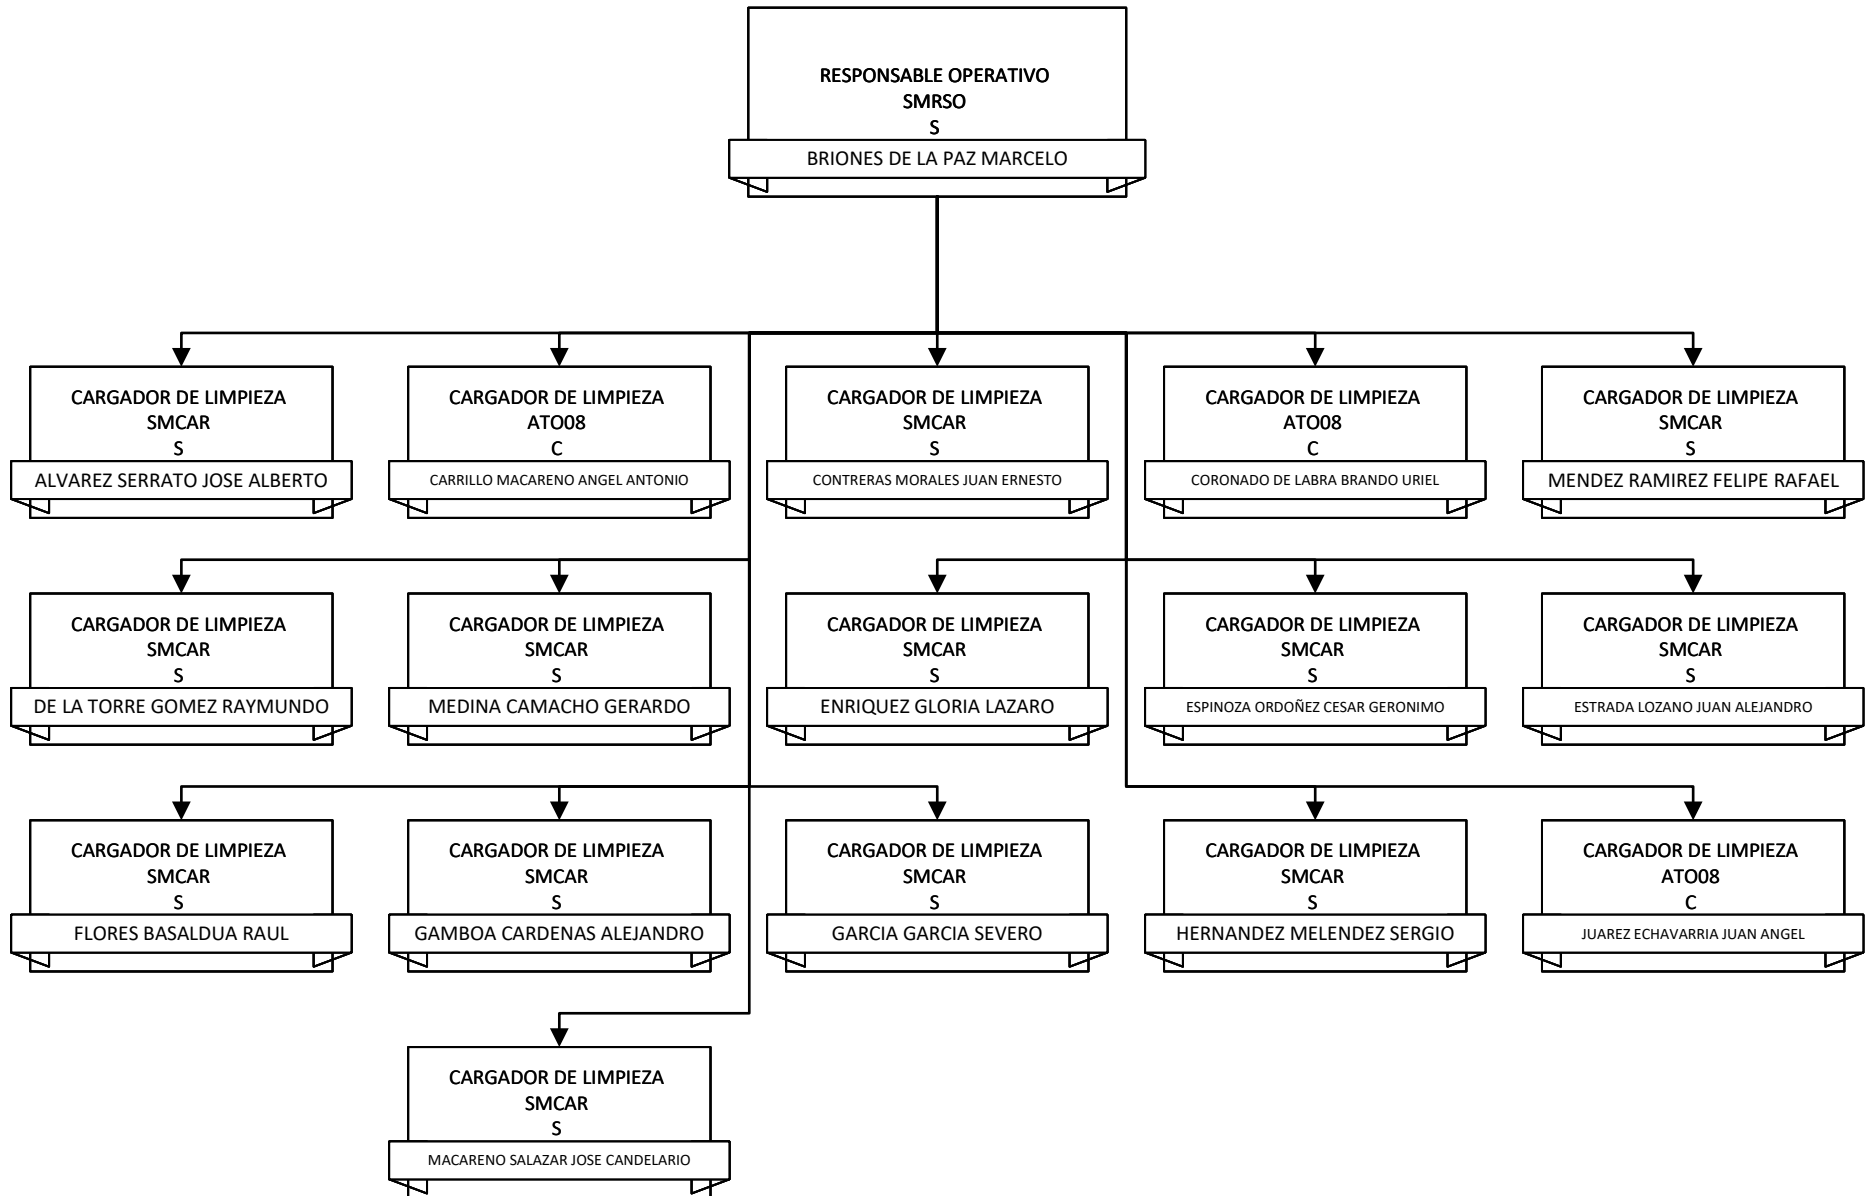 RESPONSABLE OPERATIVO
SMRSO
S
BRIONES DE LA PAZ MARCELO
CARGADOR DE LIMPIEZA
SMCAR
S
ALVAREZ SERRATO JOSE ALBERTO
CARGADOR DE LIMPIEZA
ATO08
C
CARRILLO MACARENO ANGEL ANTONIO
CARGADOR DE LIMPIEZA
SMCAR
S
CONTRERAS MORALES JUAN ERNESTO
CARGADOR DE LIMPIEZA
ATO08
C
CORONADO DE LABRA BRANDO URIEL
CARGADOR DE LIMPIEZA
SMCAR
S
MENDEZ RAMIREZ FELIPE RAFAEL
CARGADOR DE LIMPIEZA
SMCAR
S
DE LA TORRE GOMEZ RAYMUNDO
CARGADOR DE LIMPIEZA
SMCAR
S
MEDINA CAMACHO GERARDO
CARGADOR DE LIMPIEZA
SMCAR
S
ENRIQUEZ GLORIA LAZARO
CARGADOR DE LIMPIEZA
SMCAR
S
ESPINOZA ORDOÑEZ CESAR GERONIMO
CARGADOR DE LIMPIEZA
SMCAR
S
ESTRADA LOZANO JUAN ALEJANDRO
CARGADOR DE LIMPIEZA
SMCAR
S
FLORES BASALDUA RAUL
CARGADOR DE LIMPIEZA
SMCAR
S
GAMBOA CARDENAS ALEJANDRO
CARGADOR DE LIMPIEZA
SMCAR
S
GARCIA GARCIA SEVERO
CARGADOR DE LIMPIEZA
SMCAR
S
HERNANDEZ MELENDEZ SERGIO
CARGADOR DE LIMPIEZA
ATO08
C
JUAREZ ECHAVARRIA JUAN ANGEL
CARGADOR DE LIMPIEZA
SMCAR
S
MACARENO SALAZAR JOSE CANDELARIO